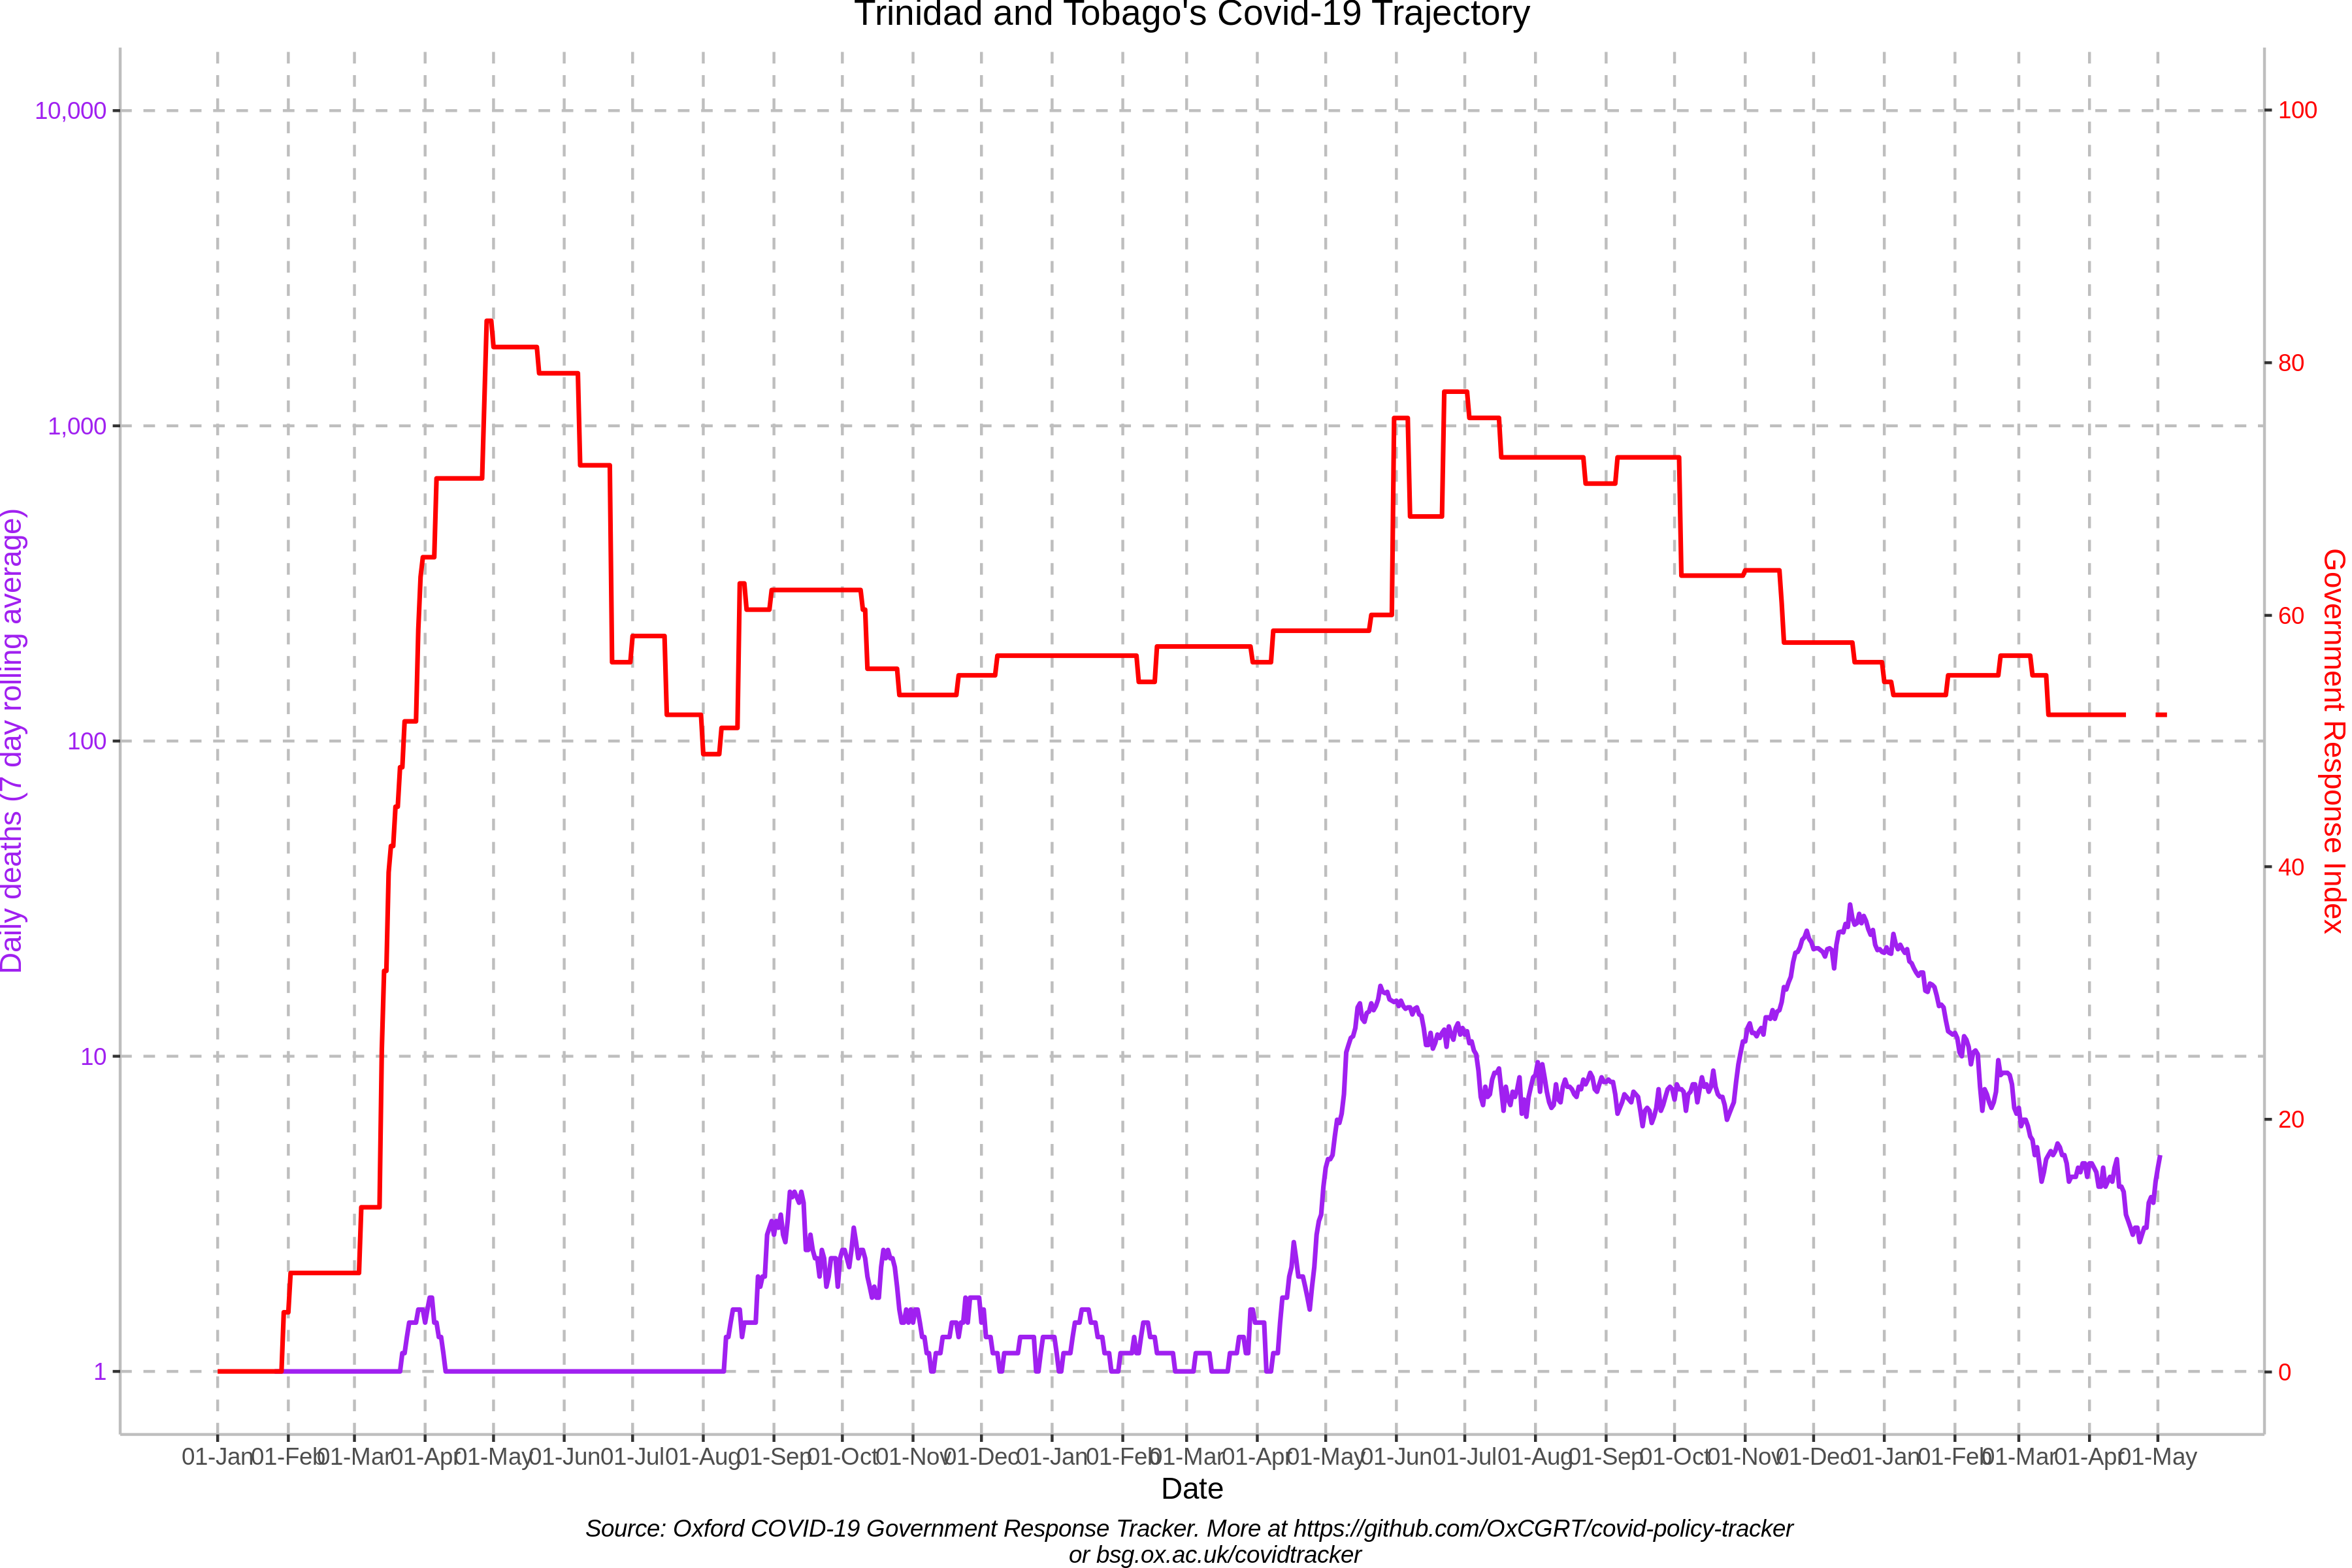 Trinidad and Tobago's Covid-19 Trajectory
Daily deaths (7 day rolling average)
10,000
1,000
100
10
1
100
80
60
40
20
0
Government Response Index
01-Jan 01-Feb 01-Mar 01-Apr 01-May 01-Jun 01-Jul 01-Aug 01-Sep 01-Oct 01-Nov 01-Dec 01-Jan 01-Feb 01-Mar 01-Apr 01-May 01-Jun 01-Jul 01-Aug 01-Sep 01-Oct 01-Nov 01-Dec 01-Jan 01-Feb 01-Mar 01-Apr 01-May
Date
Source: Oxford COVID-19 Government Response Tracker. More at https://github.com/OxCGRT/covid-policy-tracker
or bsg.ox.ac.uk/covidtracker